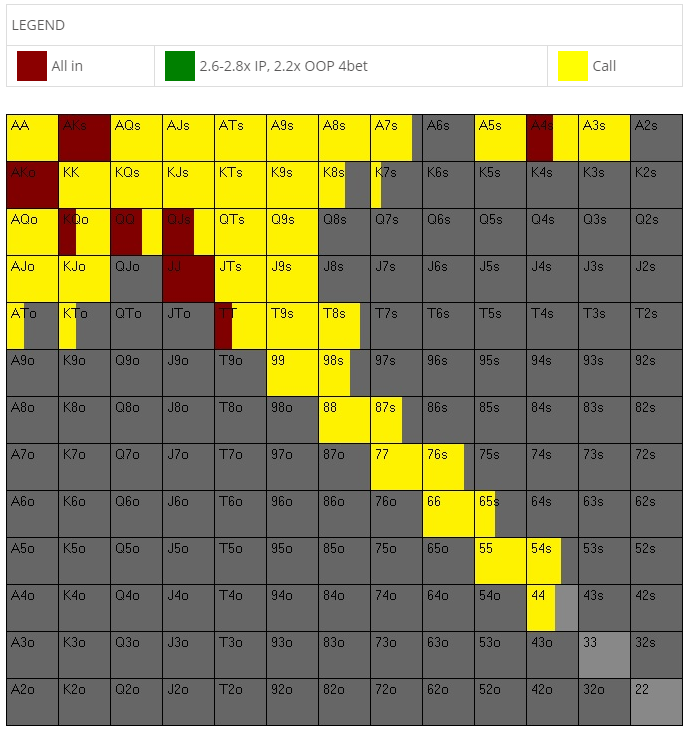 LEGEND
All in 2.6-2.8x IP, 2.2x OOP 4bet Call
AA AKs AQs AJs ATs A9s A8s A7s A6s A5s A4s A3s A2s
AKo KK KQs KJs KTs K9s K8s K7s K6s K5s K4s K3s K2s
AQo KQo QQ QJs QTs Q9s Q8s Q7s Q6s Q5s Q4s Q3s Q2s
AJo KJo QJo JJ JTs J9s J8s J7s J6s J5s J4s J3s J2s
ATo KTo QTo JTo TT T9s T8s T7s T6s T5s T4s T3s T2s
A9o K9o Q9o J9o T9o 99 98s 97s 96s 95s 94s 93s 92s
A8o K8o Q8o J8o T8o 98o 88 87s 86s 85s 84s 83s 82s
A7o K7o Q7o J7o T7o 97o 87o 77 76s 75s 74s 73s 72s
A6o K6o Q6o J6o T6o 96o 86o 76o 66 65s 64s 63s 62s
A5o K5o Q5o J5o T5o 95o 85o 75o 65o 55 54s 53s 52s
A4o K4o Q4o J4o T4o 94o 84o 74o 64o 54o 44 43s 42s
A3o K3o Q3o J3o T3o 93o 83o 73o 63o 53o 43o 33 32s
A2o K2o Q2o J2o T2o 92o 82o 72o 62o 52o 42o 32o 22